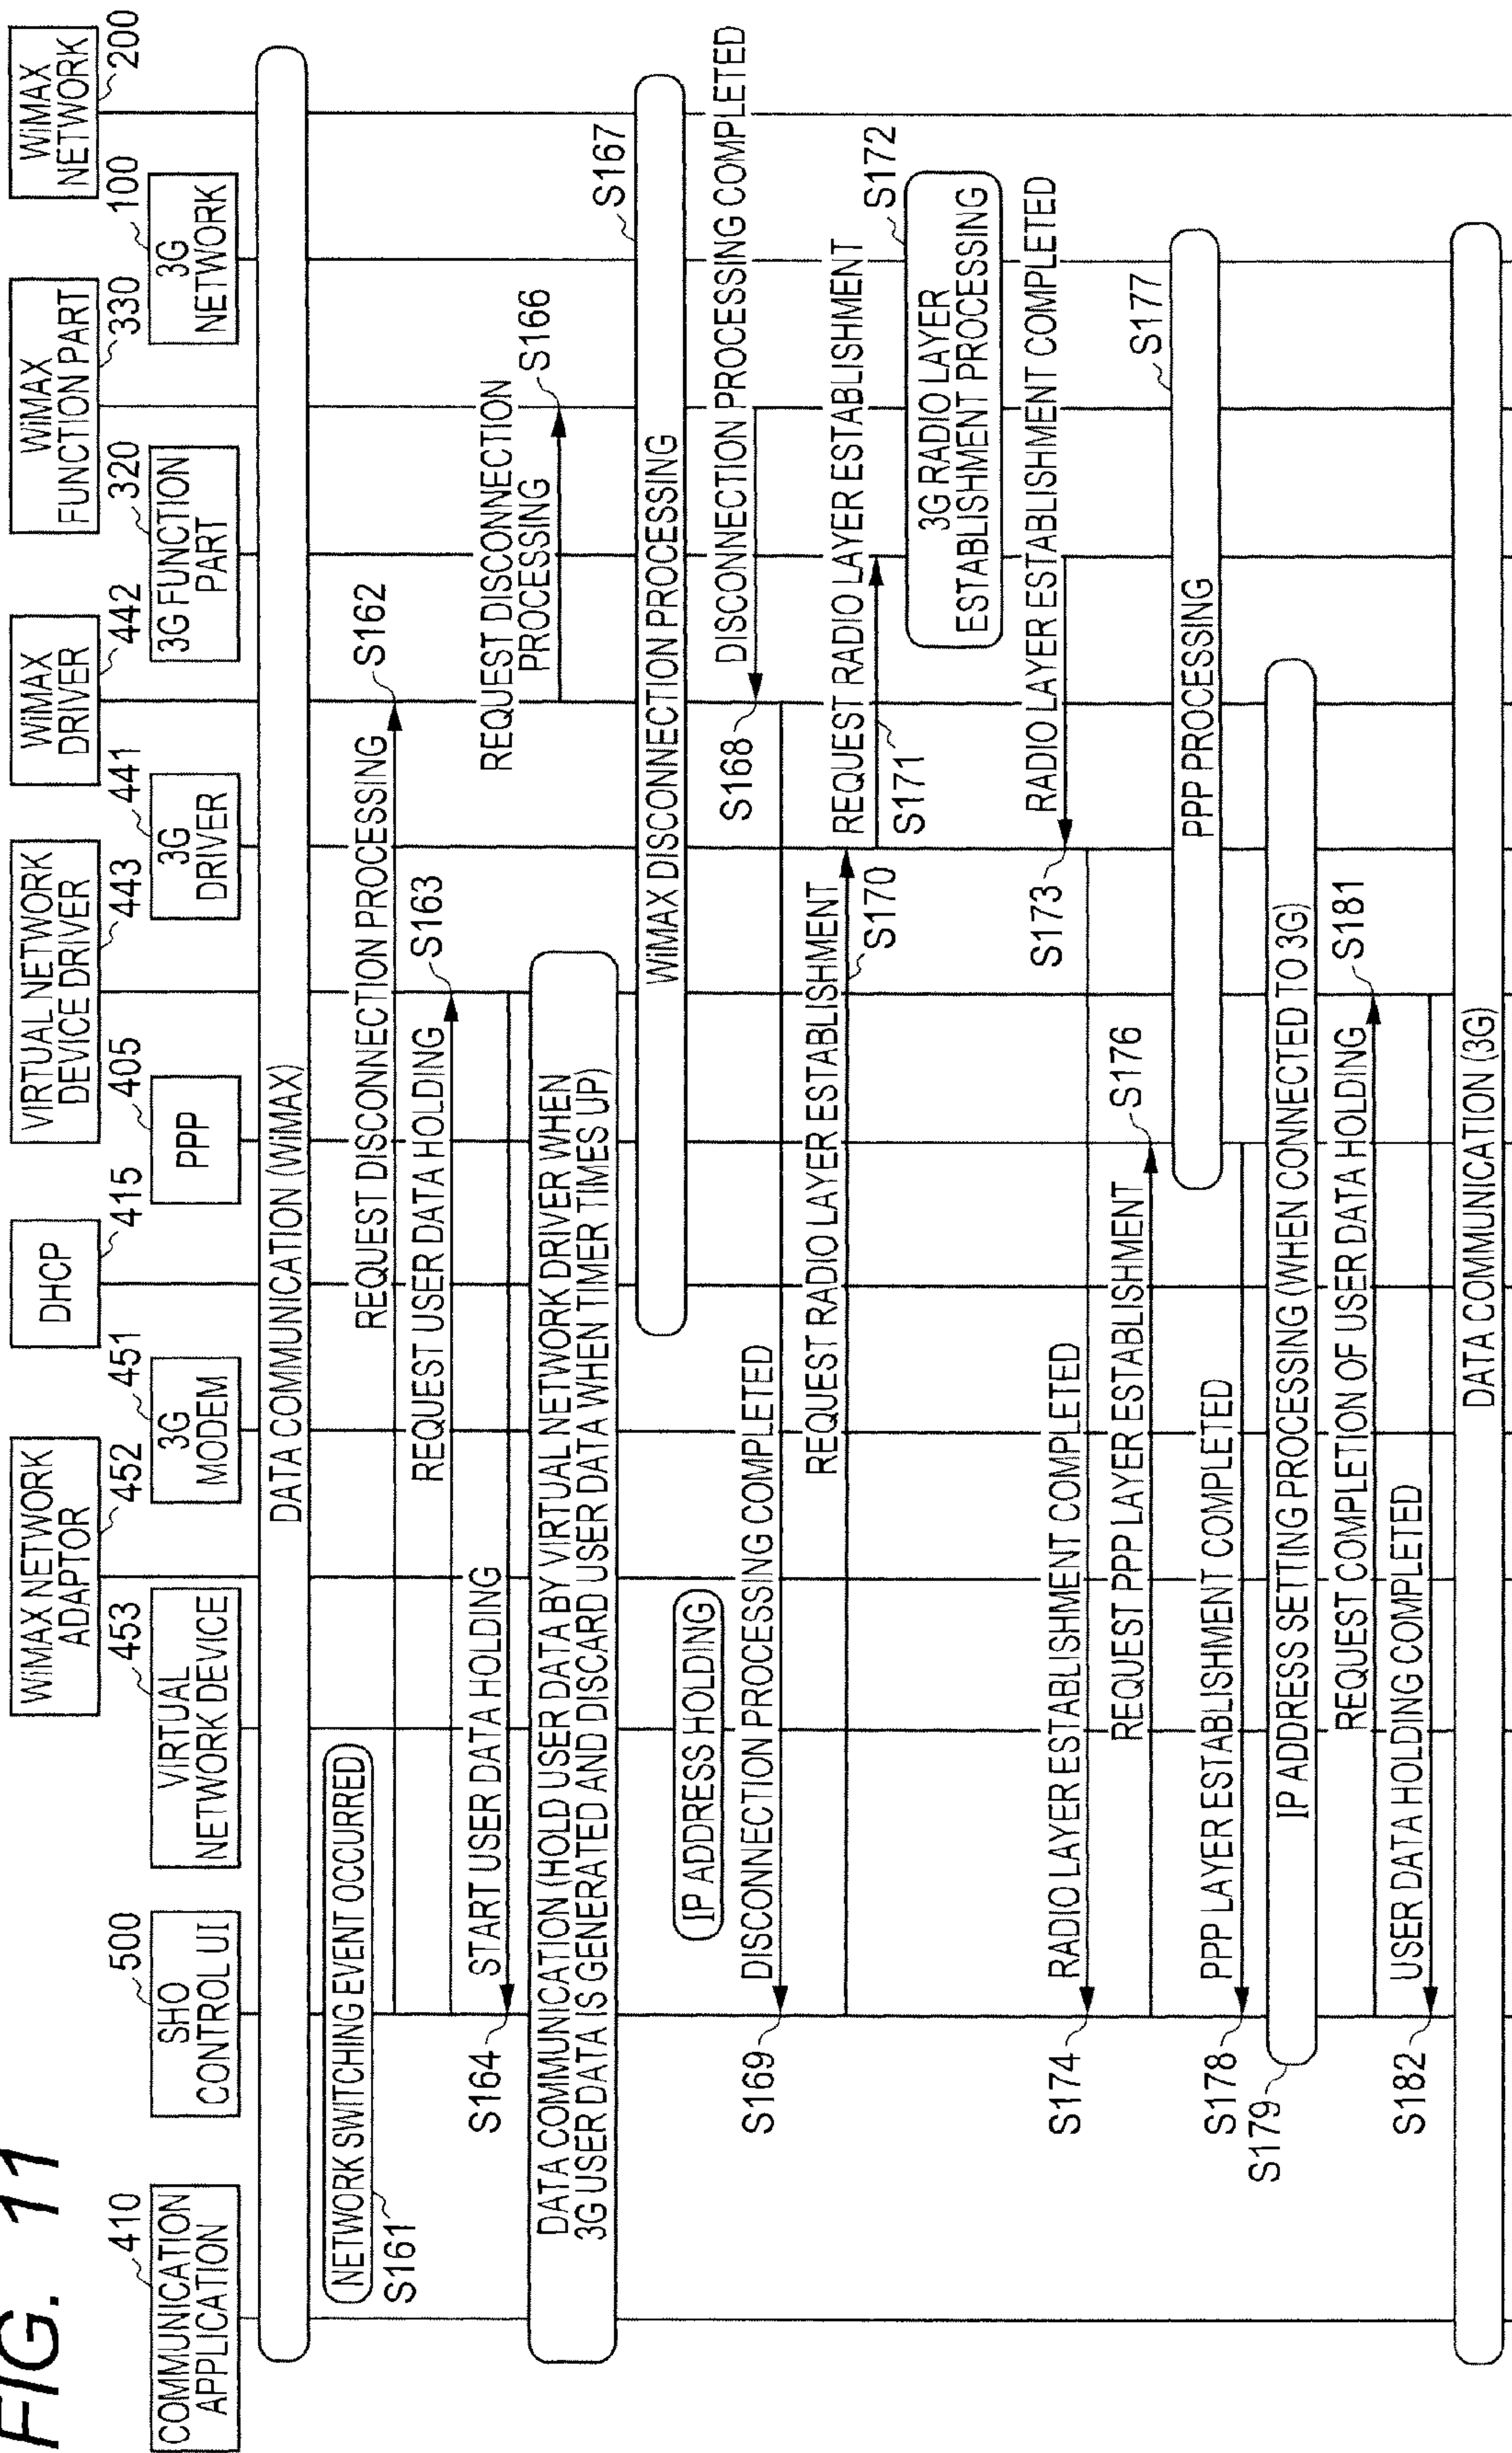 FIG. 11
COMMUNICATION
APPLICATION
410
SHO
CONTROL UI
500
VIRTUAL
NETWORK DEVICE
453
WiMAX NETWORK
ADAPTOR
452
3G
MODEM
451
DHCP
415
PPP
405
VIRTUAL NETWORK
DEVICE DRIVER
443
3G
DRIVER
441
WiMAX
DRIVER
442
3G FUNCTION
PART
320
WiMAX
FUNCTION PART
330
3G
NETWORK
100
WiMAX
NETWORK
200
DATA COMMUNICATION (WiMAX)
NETWORK SWITCHING EVENT OCCURRED
S161
REQUEST DISCONNECTION PROCESSING
S162
REQUEST USER DATA HOLDING
S163
START USER DATA HOLDING
S164
REQUEST DISCONNECTION
PROCESSING
S166
DATA COMMUNICATION (HOLD USER DATA BY VIRTUAL NETWORK DRIVER WHEN
3G USER DATA IS GENERATED AND DISCARD USER DATA WHEN TIMER TIMES UP)
WiMAX DISCONNECTION PROCESSING
S167
IP ADDRESS HOLDING
DISCONNECTION PROCESSING COMPLETED
S168
DISCONNECTION PROCESSING COMPLETED
S169
REQUEST RADIO LAYER ESTABLISHMENT
S170
REQUEST RADIO LAYER ESTABLISHMENT
S171
3G RADIO LAYER
ESTABLISHMENT PROCESSING
S172
RADIO LAYER ESTABLISHMENT COMPLETED
S173
RADIO LAYER ESTABLISHMENT COMPLETED
S174
REQUEST PPP LAYER ESTABLISHMENT
S176
PPP PROCESSING
S177
PPP LAYER ESTABLISHMENT COMPLETED
S178
IP ADDRESS SETTING PROCESSING (WHEN CONNECTED TO 3G)
S179
REQUEST COMPLETION OF USER DATA HOLDING
S181
USER DATA HOLDING COMPLETED
S182
DATA COMMUNICATION (3G)